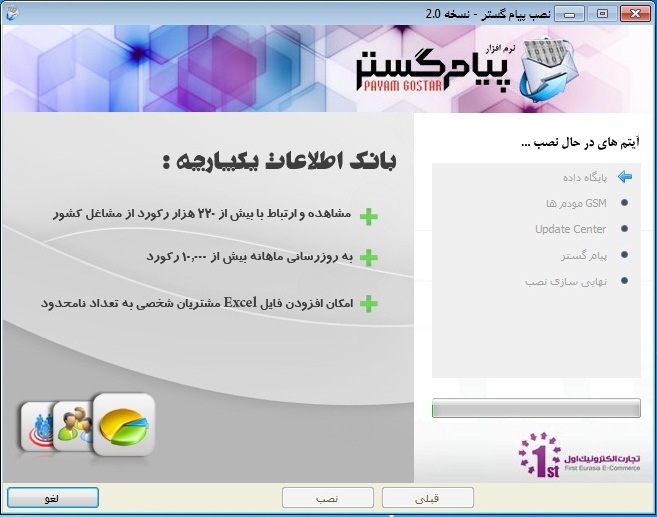 نصب پیام گستر - نسخه 2.0
نرم افزار
پیام گستر
PAYAM GOSTAR
آیتم های در حال نصب ...
پایگاه داده
GSM مودم ها
Update Center
پیام گستر
نهایی سازی نصب
بانک اطلاعات یکپارچه :
مشاهده و ارتباط با بیش از ۲۲۰ هزار رکورد از مشاغل کشور
به روزرسانی ماهانه بیش از ۱۰,۰۰۰ رکورد
امکان افزودن فایل Excel مشتریان شخصی به تعداد نامحدود
1st
تجارت الکترونیک اول
First Eurasia E-Commerce
قبلی
نصب
لغو